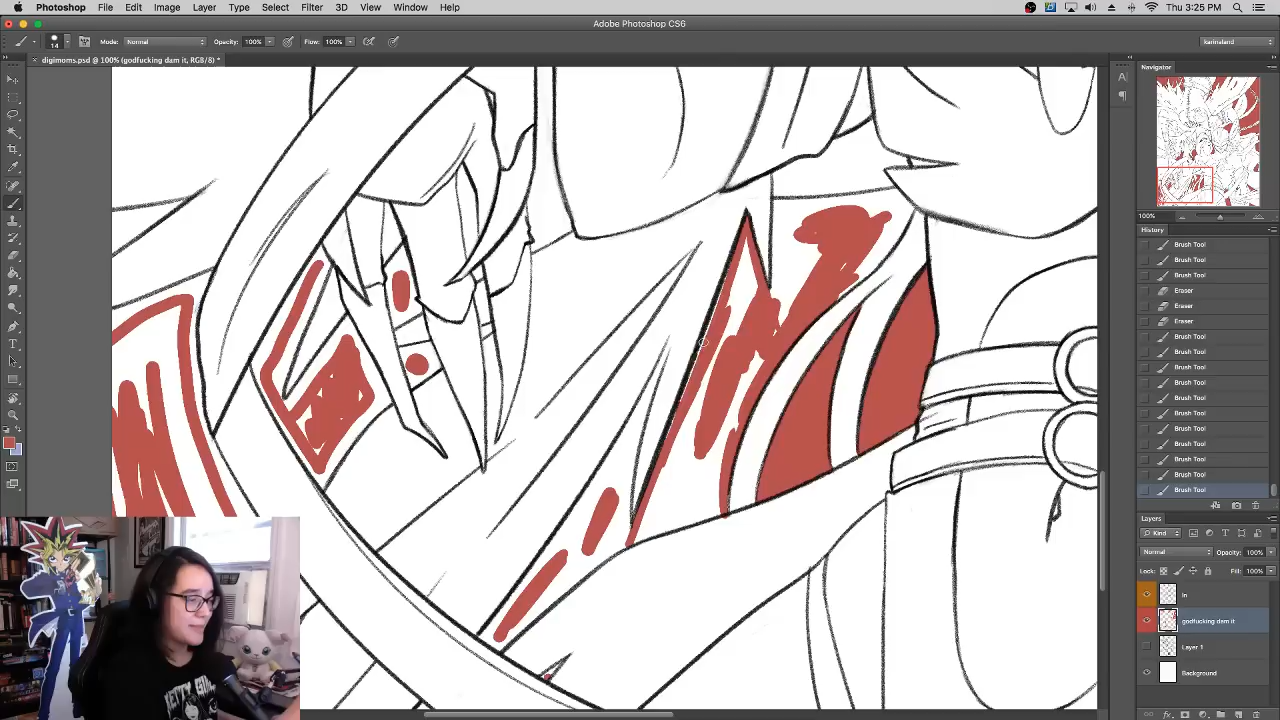 Photoshop File Edit Image Layer Type Select Filter 3D View Window Help Thu 3:25 PM
Adobe Photoshop CS6
14 Mode: Normal Opacity: 100% Flow: 100% karinaland
× digimoms.psd @ 100% (godfucking dam it, RGB/8) *
Navigator
100%
History
Brush Tool
Brush Tool
Brush Tool
Eraser
Eraser
Eraser
Brush Tool
Brush Tool
Brush Tool
Brush Tool
Brush Tool
Brush Tool
Brush Tool
Brush Tool
Brush Tool
Brush Tool
Brush Tool
Layers
Kind
Normal Opacity: 100%
Lock: Fill: 100%
ln
godfucking dam it
Layer 1
Background